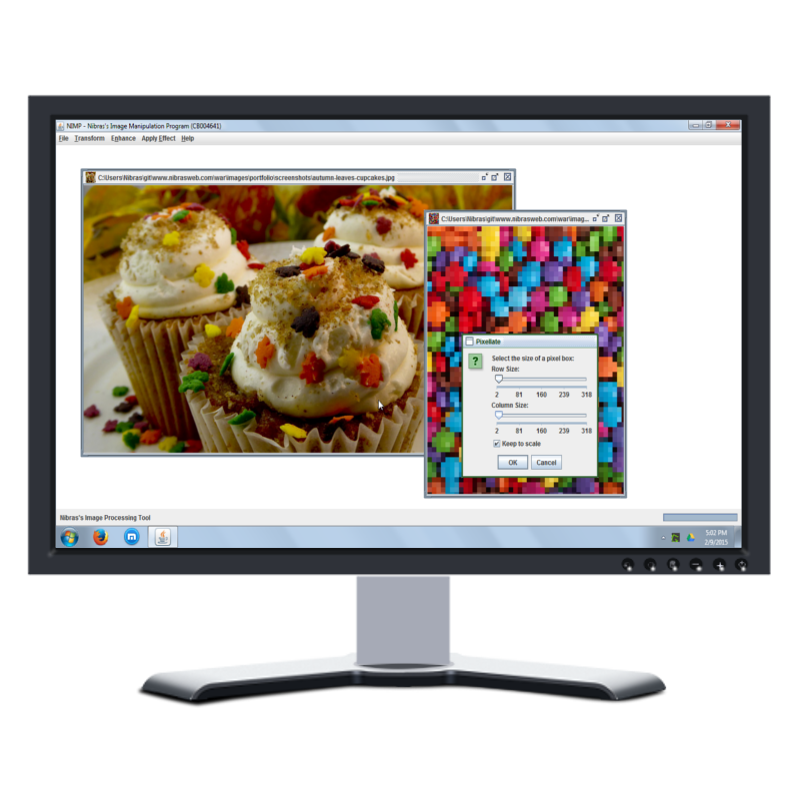 NIMP - Nibras's Image Manipulation Program (CB004641)
File Transform Enhance Apply Effect Help
C:\Users\Nibras\git\www.nibrasweb.com\war\images\portfolio\screenshots\autumn-leaves-cupcakes.jpg
C:\Users\Nibras\git\www.nibrasweb.com\war\imag...
Pixellate
?
Select the size of a pixel box:
Row Size:
2 81 160 239 318
Column Size:
2 81 160 239 318
Keep to scale
OK Cancel
Nibras's Image Processing Tool
m
5:02 PM
2/9/2015